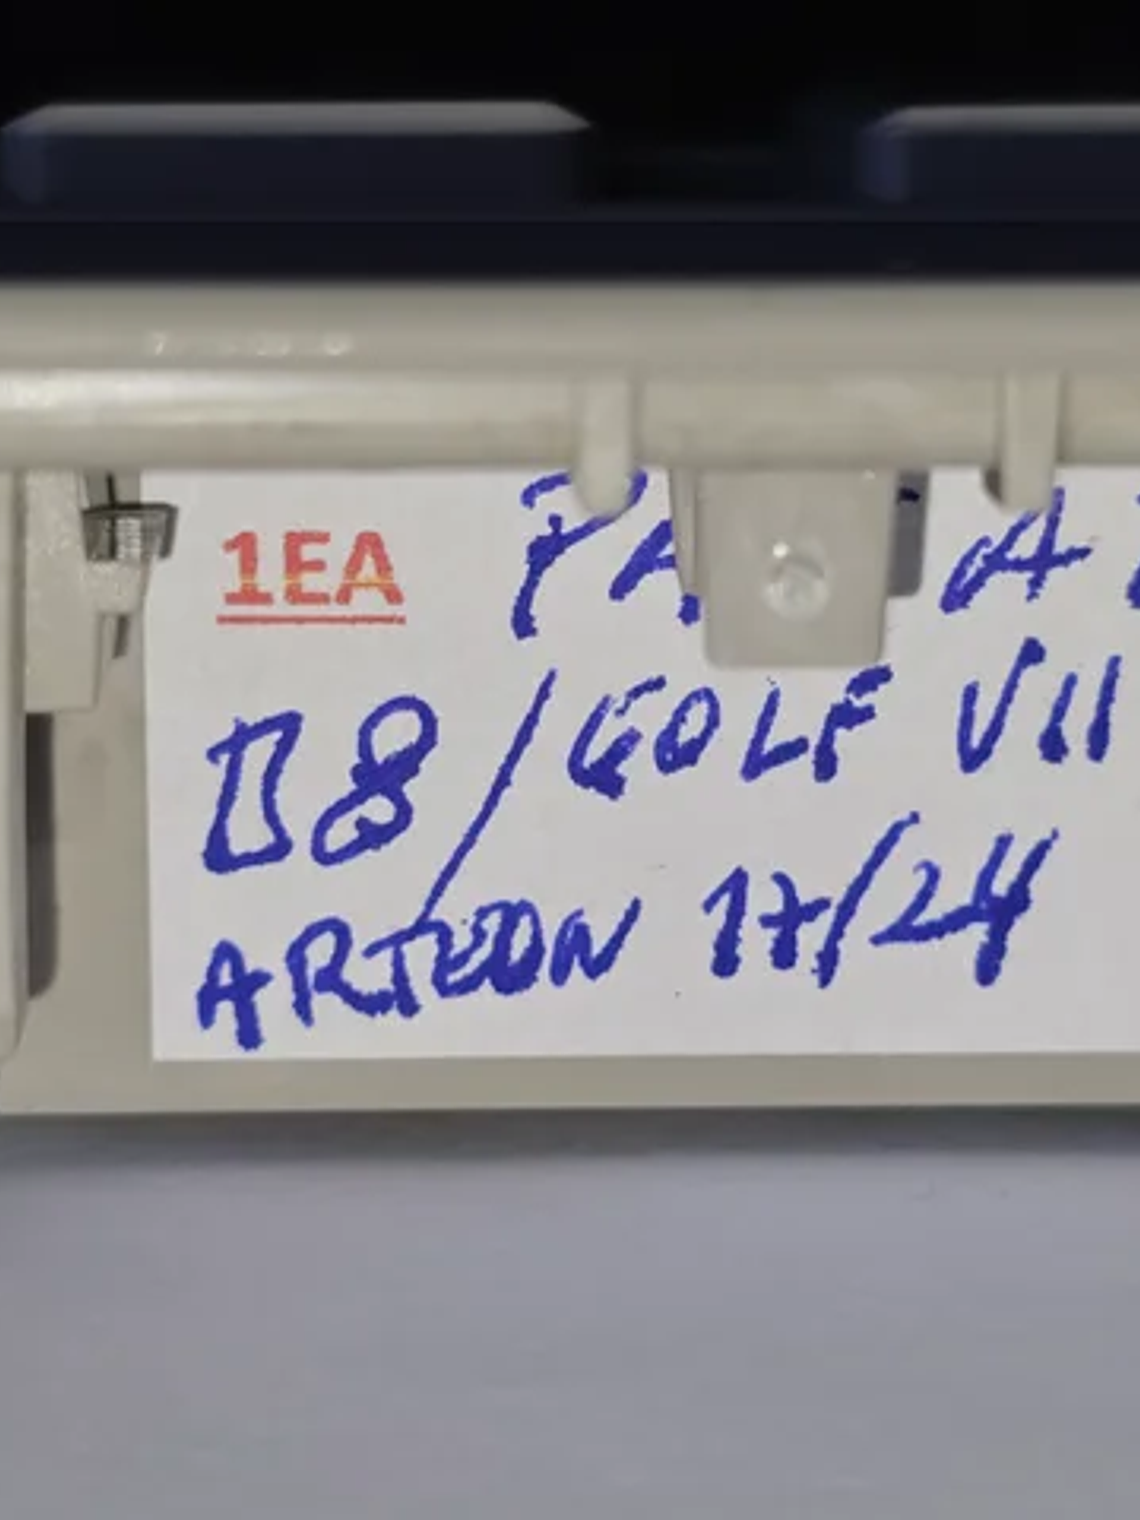 1EA
B8/GOLF VII
ARTEON 17/24